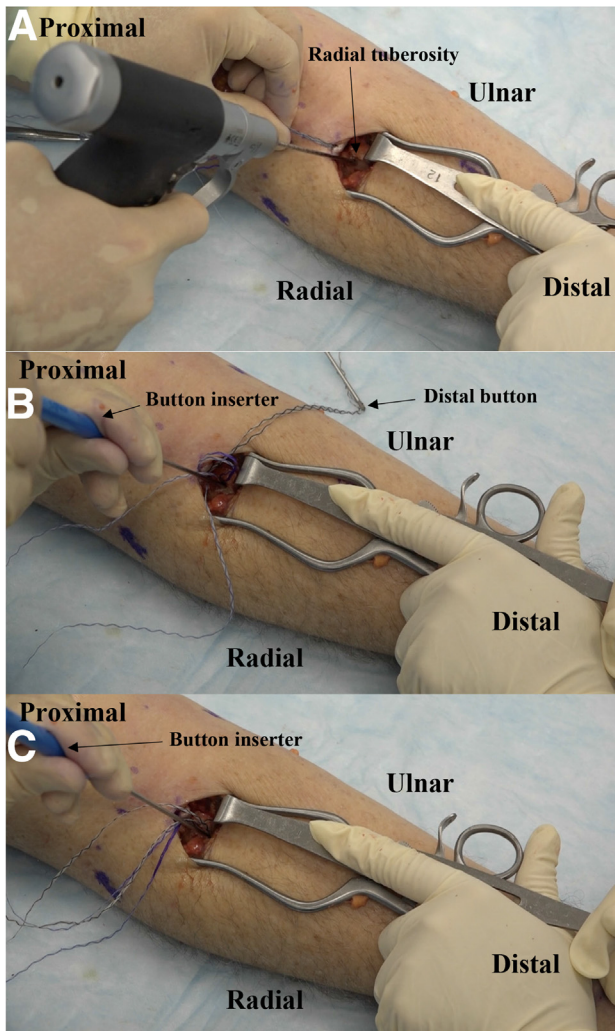 A
Proximal
Radial tuberosity
Ulnar
12
Radial
Distal
Proximal
B
Button inserter
Distal button
Ulnar
Distal
Radial
Proximal
C
Button inserter
Ulnar
Distal
Radial